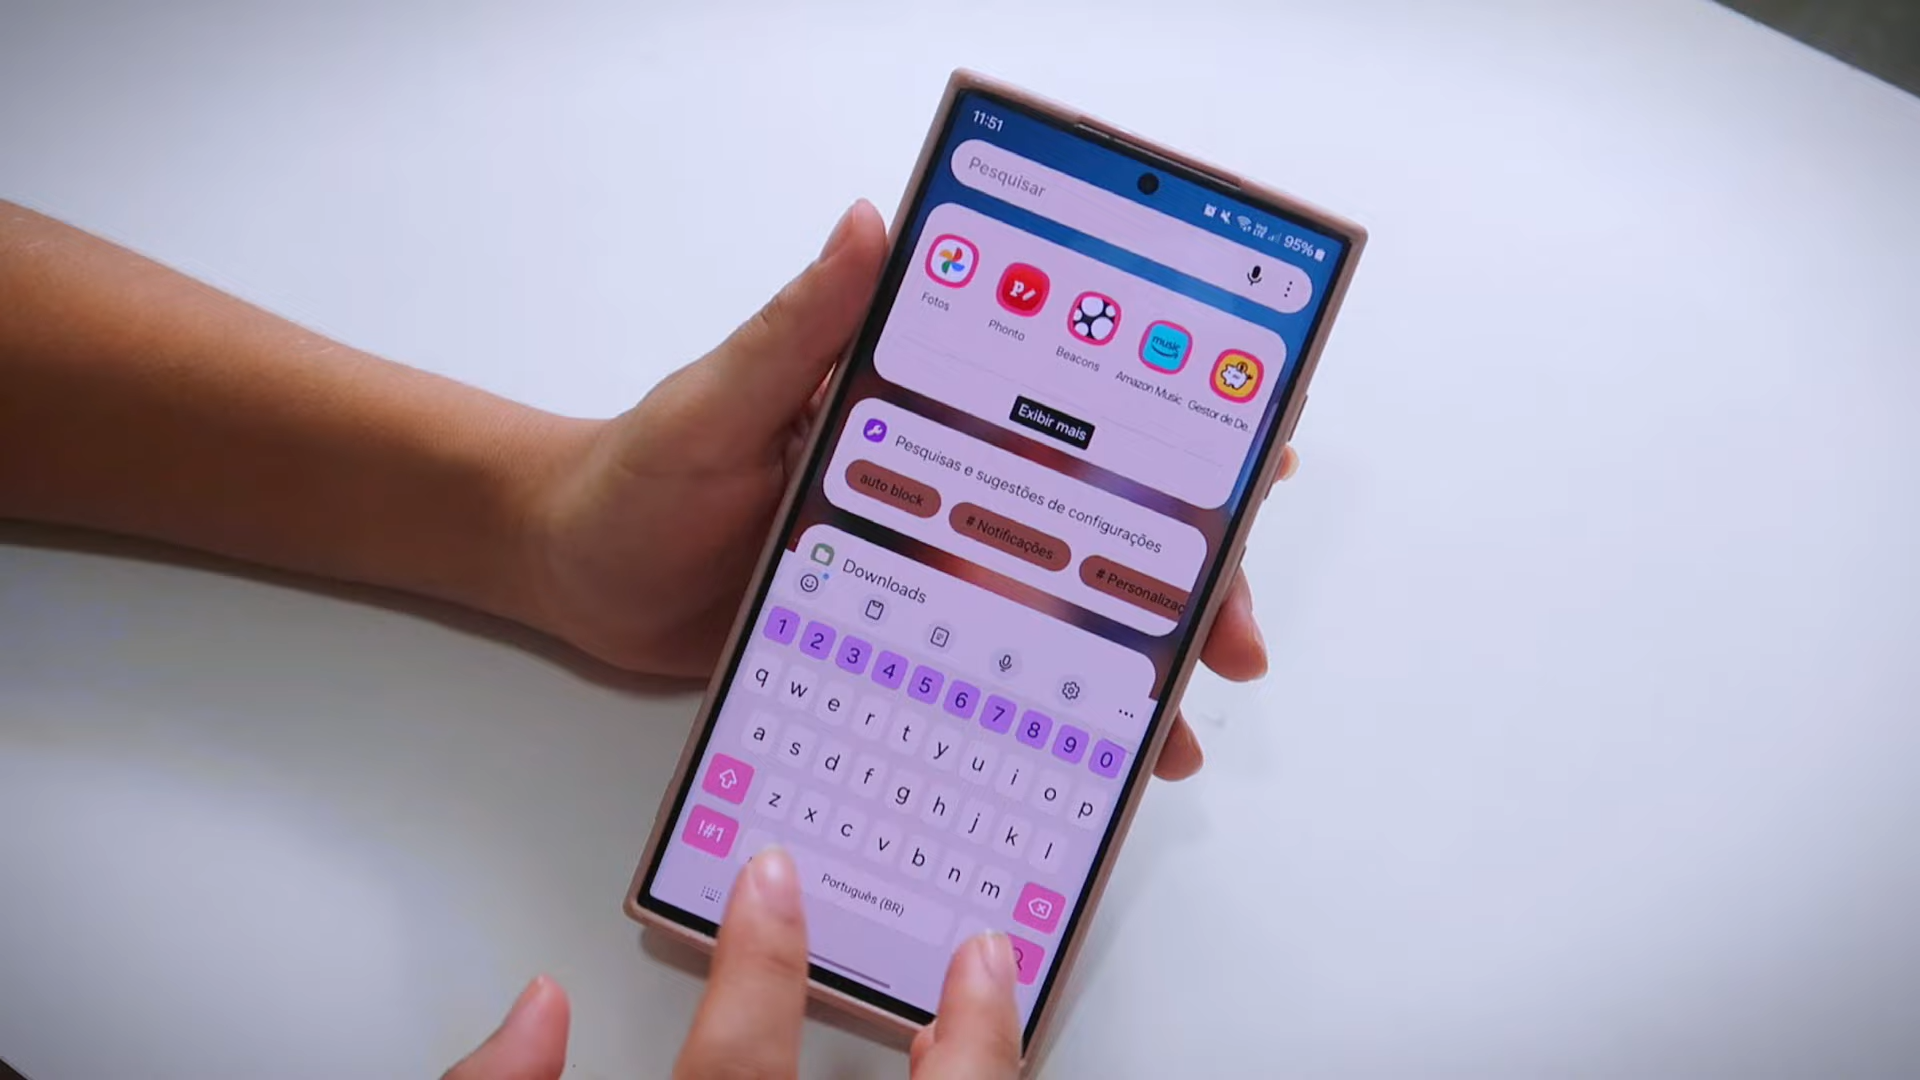 11:51
95%
Pesquisar
P/
music
Fotos
Phonto
Beacons
Amazon Music
Gestor de De...
Exibir mais
Pesquisas e sugestões de configurações
auto block
# Notificações
# Personalizaç
Downloads
1 2 3 4 5 6 7 8 9 0
q w e r t y u i o p
a s d f g h j k l
z x c v b n m
!#1
Português (BR)